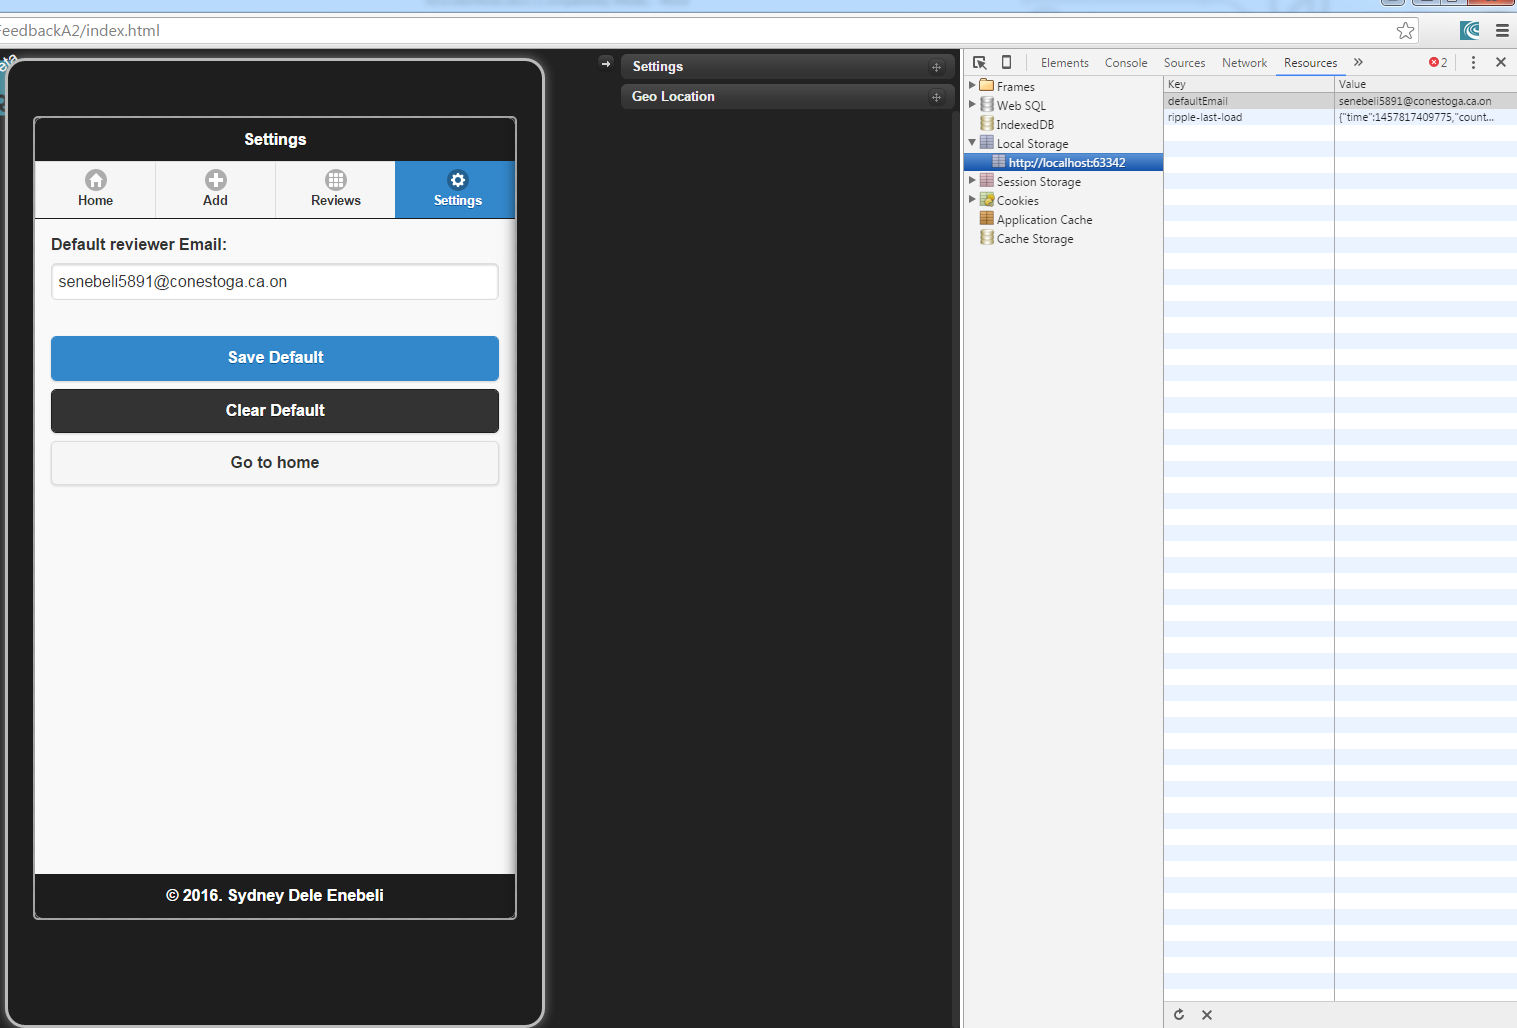 FeedbackA2/index.html
Settings
Home
Add
Reviews
Settings
Default reviewer Email:
senebeli5891@conestoga.ca.on
Save Default
Clear Default
Go to home
© 2016. Sydney Dele Enebeli
Settings
Geo Location
Elements Console Sources Network Resources » 2
Frames
Web SQL
IndexedDB
Local Storage
http://localhost:63342
Session Storage
Cookies
Application Cache
Cache Storage
Key Value
defaultEmail senebeli5891@conestoga.ca.on
ripple-last-load {"time":1457817409775,"count...